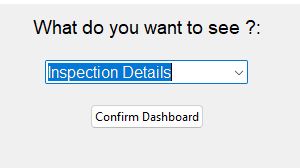 What do you want to see ?:
Inspection Details
Confirm Dashboard